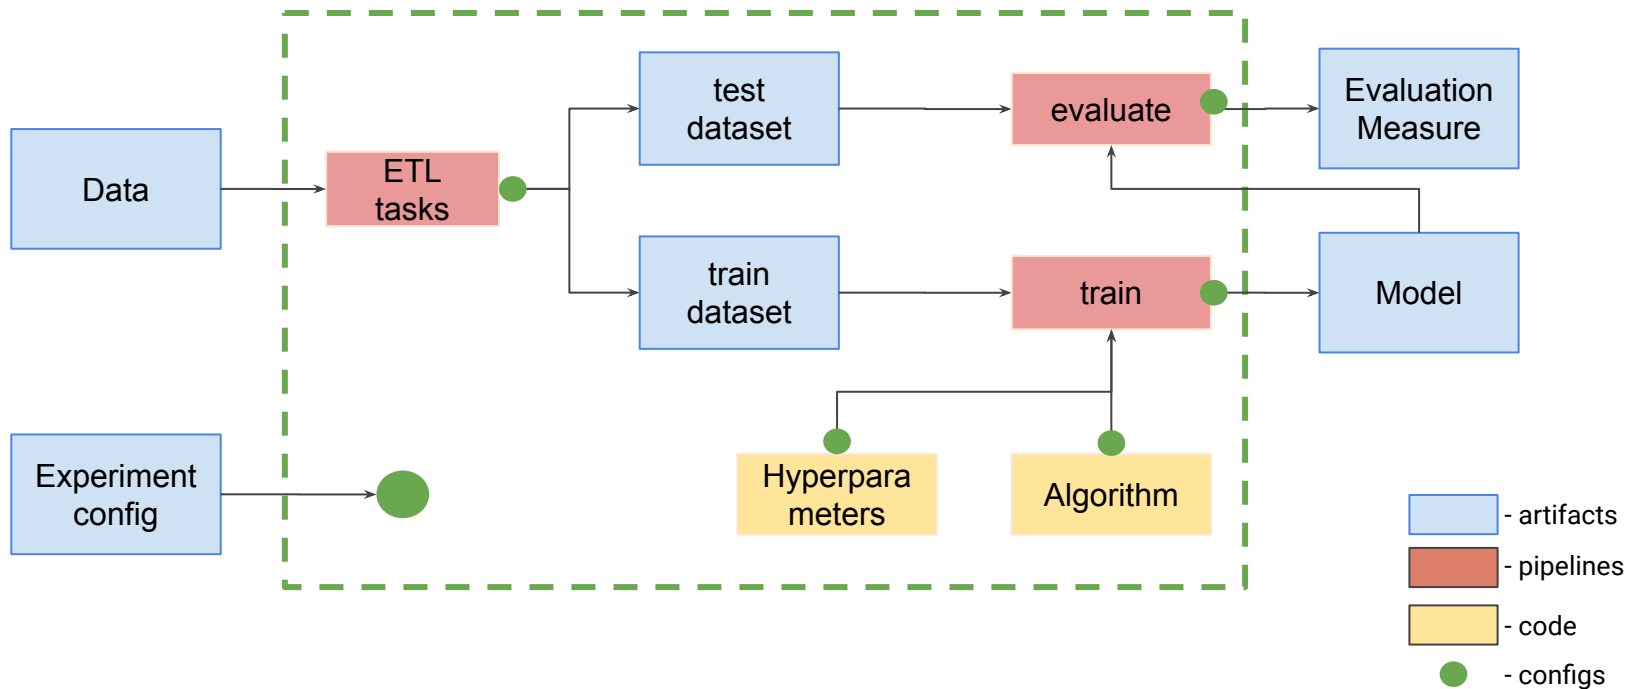 test
dataset
evaluate
Evaluation
Measure
Data
ETL
tasks
train
dataset
train
Model
Experiment
config
Hyperpara
meters
Algorithm
- artifacts
- pipelines
- code
- configs